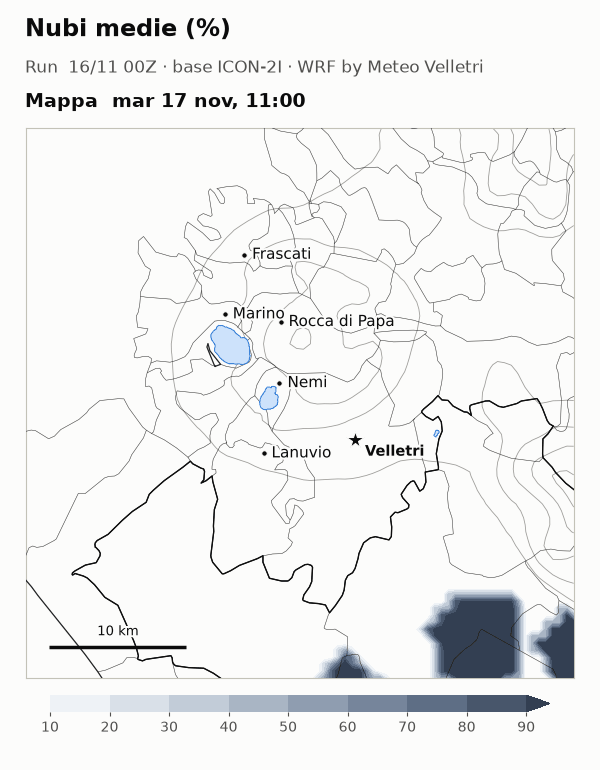 Nubi medie (%)
Run 16/11 00Z · base ICON-2I · WRF by Meteo Velletri
Mappa mar 17 nov, 11:00
Frascati
Marino
Rocca di Papa
Nemi
Velletri
Lanuvio
10 km
10 20 30 40 50 60 70 80 90